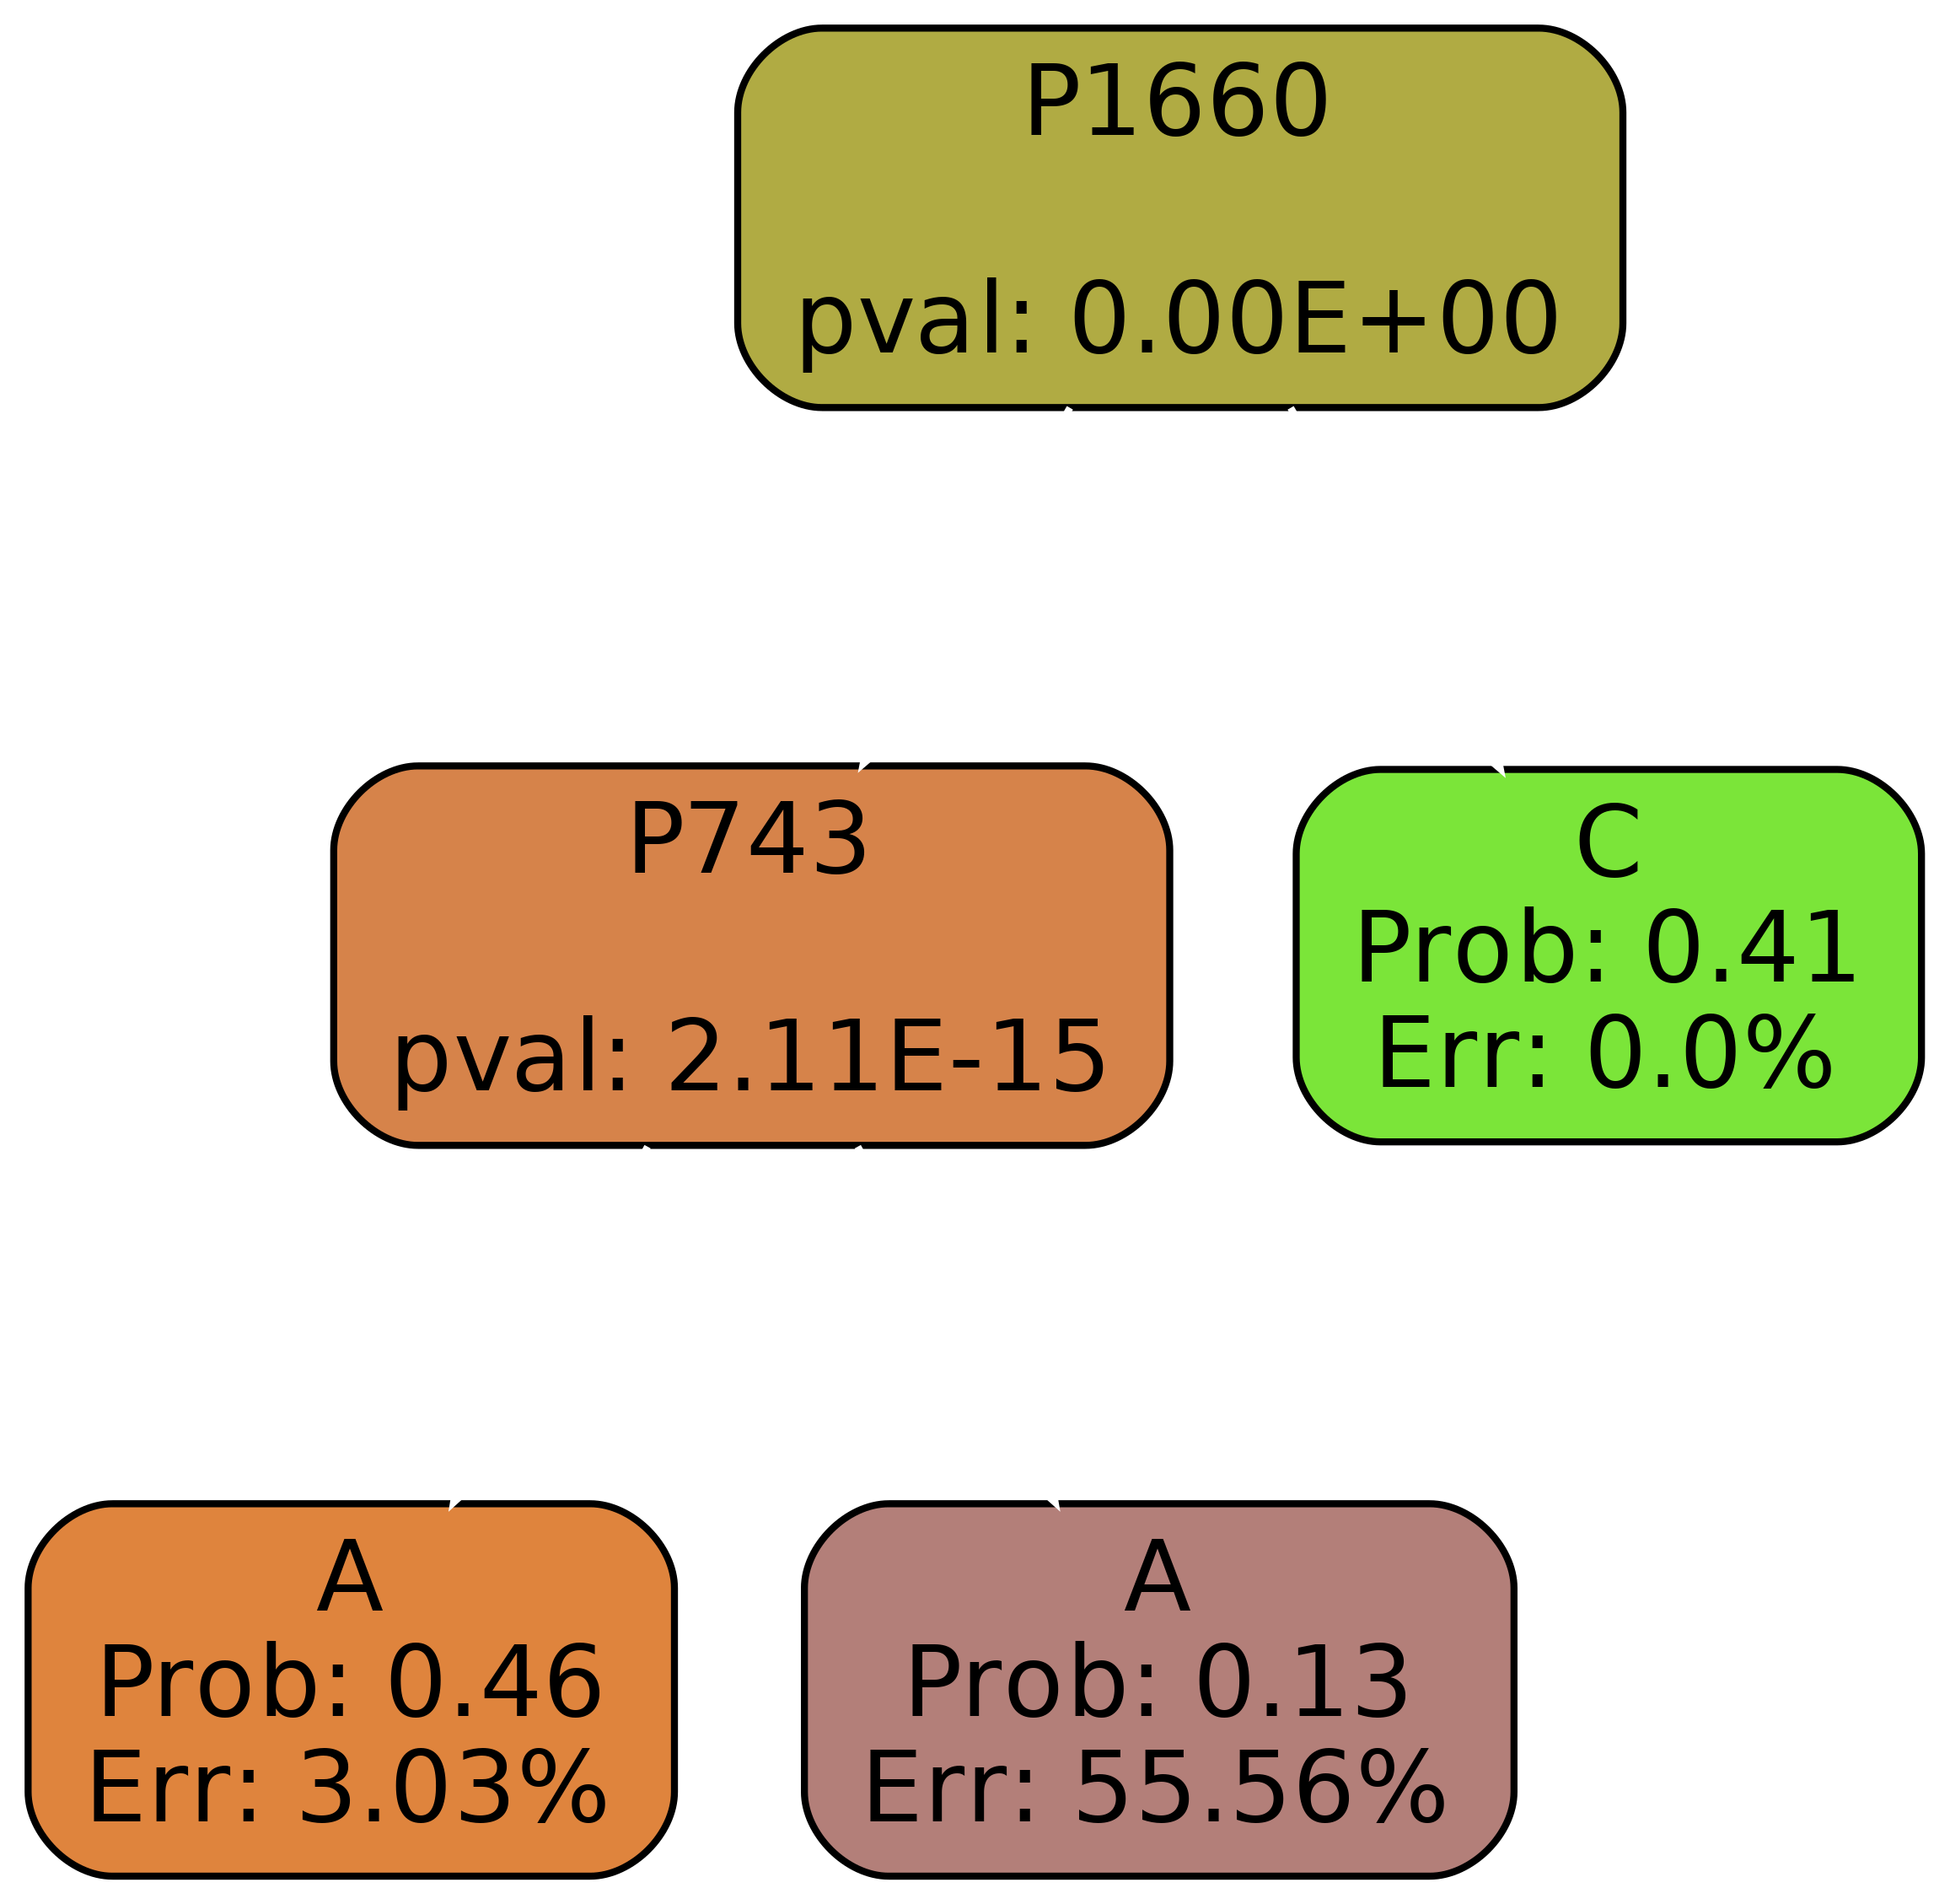 P1660
pval: 0.00E+00
P743
pval: 2.11E-15
C
Prob: 0.41
Err: 0.0%
A
Prob: 0.46
Err: 3.03%
A
Prob: 0.13
Err: 55.56%